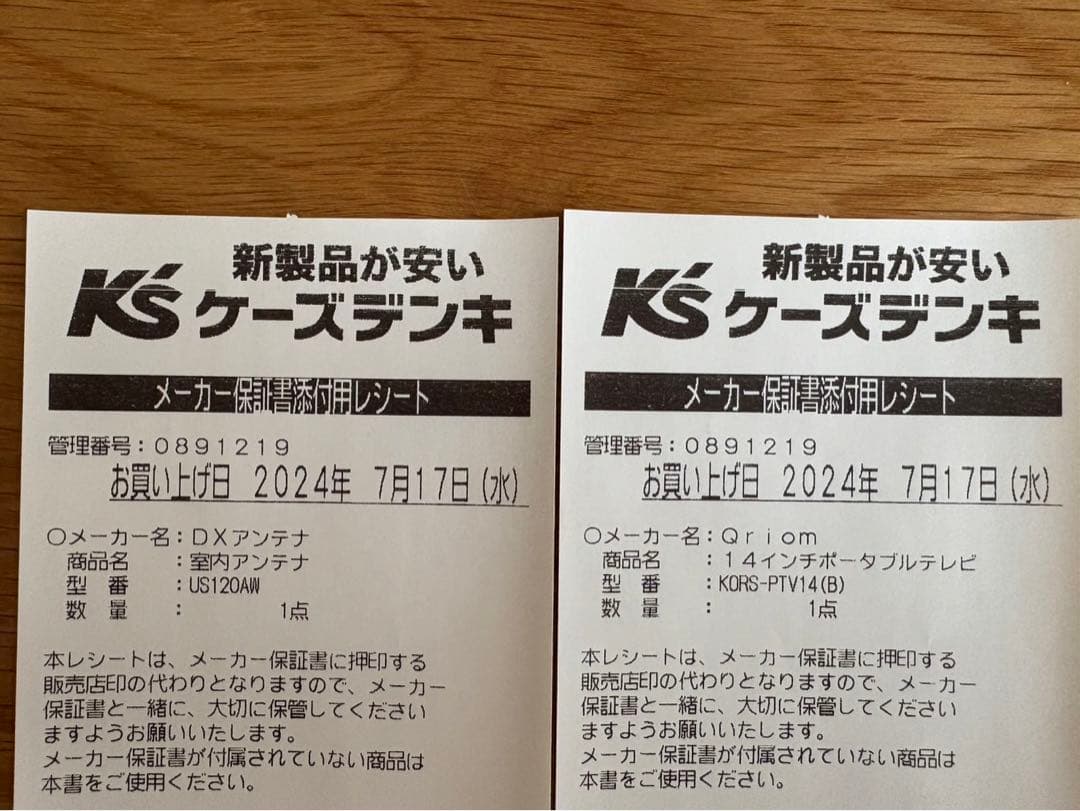 新製品が安い
K's ケーズデンキ
メーカー保証書添付用レシート
管理番号：0891219
お買い上げ日 2024年 7月17日(水)
○メーカー名：DXアンテナ
商品名 ：室内アンテナ
型 番 ：US120AW
数 量 ： 1点
本レシートは、メーカー保証書に押印する
販売店印の代わりとなりますので、メーカー
保証書と一緒に、大切に保管してください
ますようお願いいたします。
メーカー保証書が付属されていない商品は
本書をご使用ください。
新製品が安い
K's ケーズデンキ
メーカー保証書添付用レシート
管理番号：0891219
お買い上げ日 2024年 7月17日(水)
○メーカー名：Qriom
商品名 ：14インチポータブルテレビ
型 番 ：KORS-PTV14(B)
数 量 ： 1点
本レシートは、メーカー保証書に押印する
販売店印の代わりとなりますので、メーカー
保証書と一緒に、大切に保管してください
ますようお願いいたします。
メーカー保証書が付属されていない商品は
本書をご使用ください。